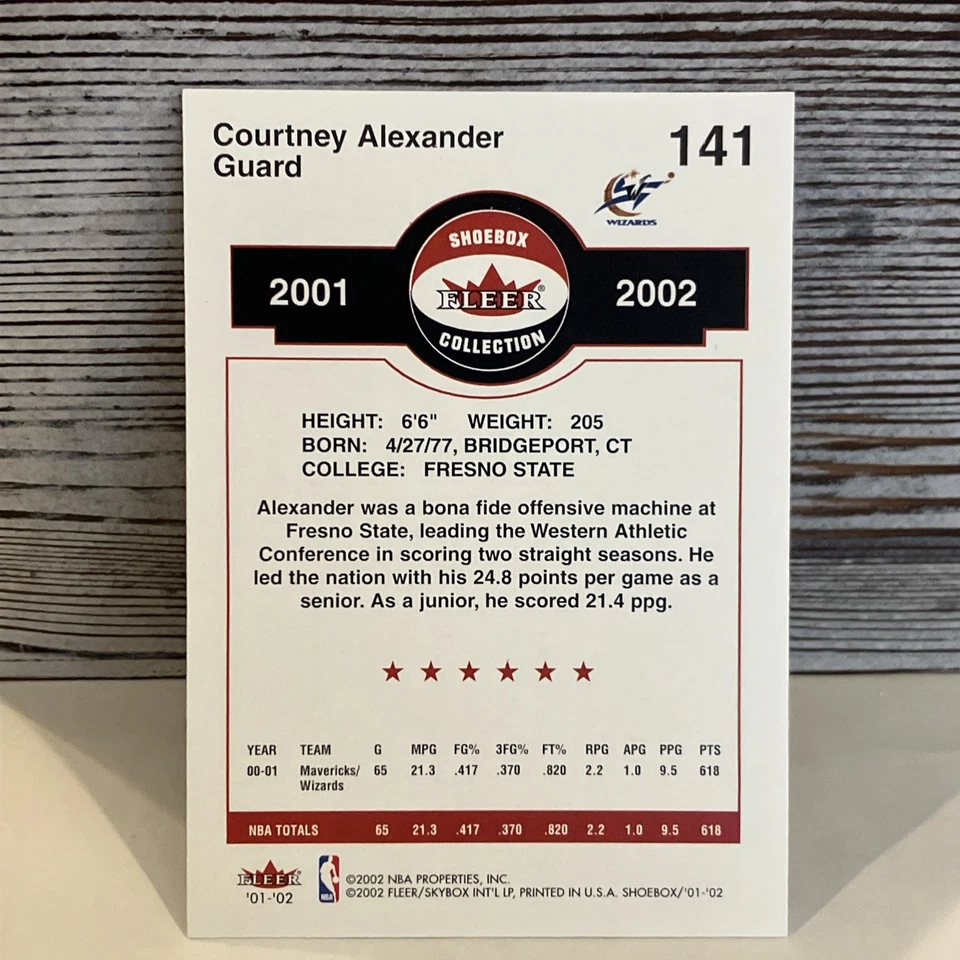 Courtney Alexander
Guard
141
WIZARDS
SHOEBOX
2001 FLEER® 2002
COLLECTION
HEIGHT: 6'6" WEIGHT: 205
BORN: 4/27/77, BRIDGEPORT, CT
COLLEGE: FRESNO STATE
Alexander was a bona fide offensive machine at
Fresno State, leading the Western Athletic
Conference in scoring two straight seasons. He
led the nation with his 24.8 points per game as a
senior. As a junior, he scored 21.4 ppg.
YEAR TEAM G MPG FG% 3FG% FT% RPG APG PPG PTS
00-01 Mavericks/ 65 21.3 .417 .370 .820 2.2 1.0 9.5 618
Wizards
NBA TOTALS 65 21.3 .417 .370 .820 2.2 1.0 9.5 618
FLEER
'01-'02
NBA
©2002 NBA PROPERTIES, INC.
©2002 FLEER/SKYBOX INT'L LP, PRINTED IN U.S.A. SHOEBOX/'01-'02